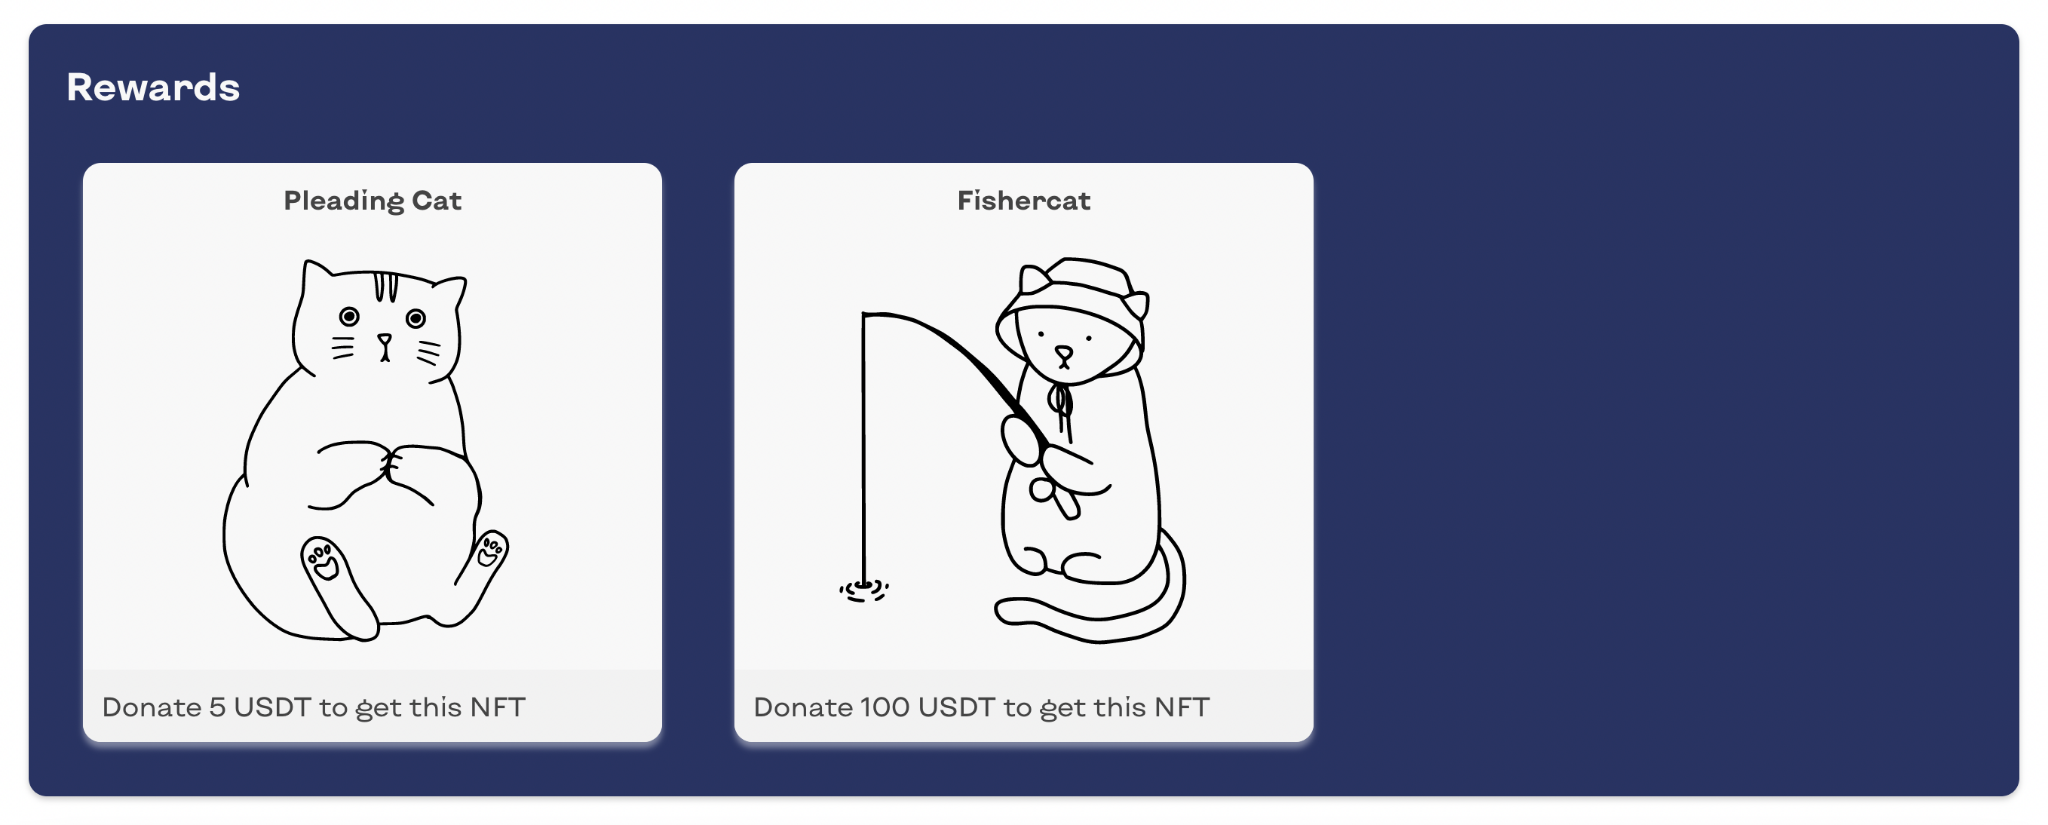 Rewards
Pleading Cat
Fishercat
Donate 5 USDT to get this NFT
Donate 100 USDT to get this NFT